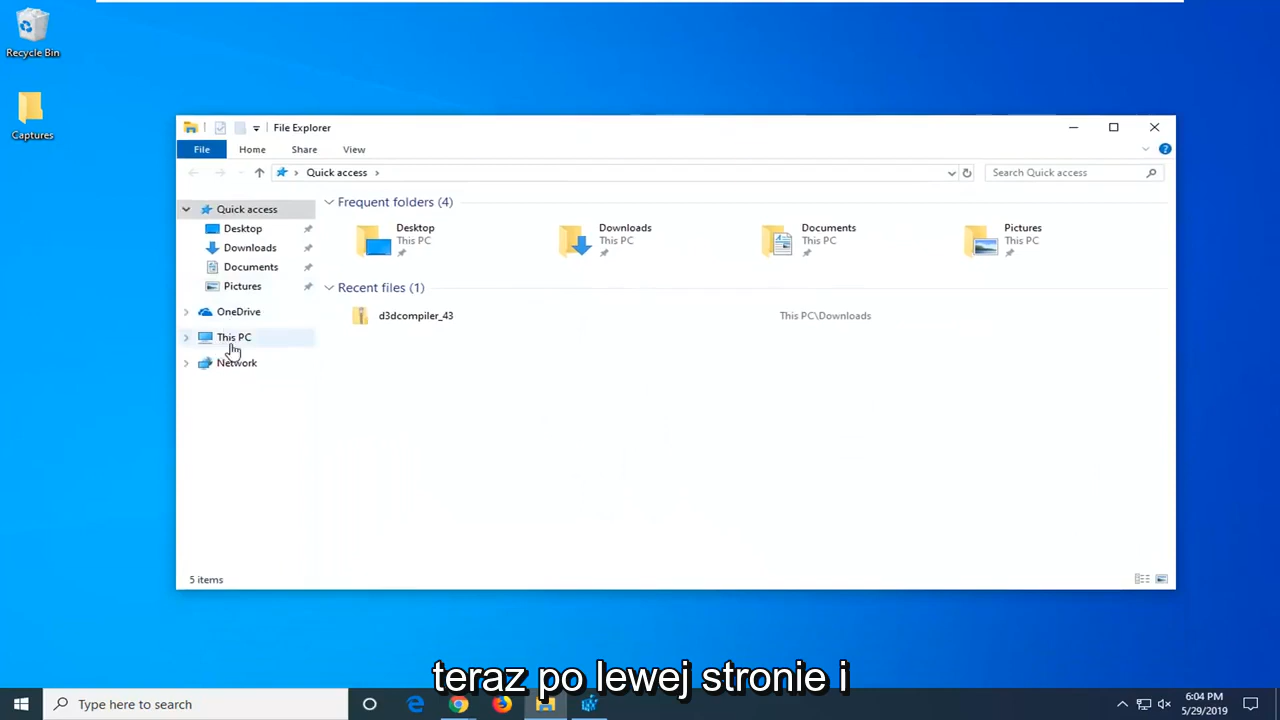 Recycle Bin
Captures
File Explorer
File
Home
Share
View
Quick access
Search Quick access
Quick access
Desktop
Downloads
Documents
Pictures
OneDrive
This PC
Network
Frequent folders (4)
Desktop
This PC
Downloads
This PC
Documents
This PC
Pictures
This PC
Recent files (1)
d3dcompiler_43
This PC\Downloads
5 items
teraz po lewej stronie i
Type here to search
6:04 PM
5/29/2019